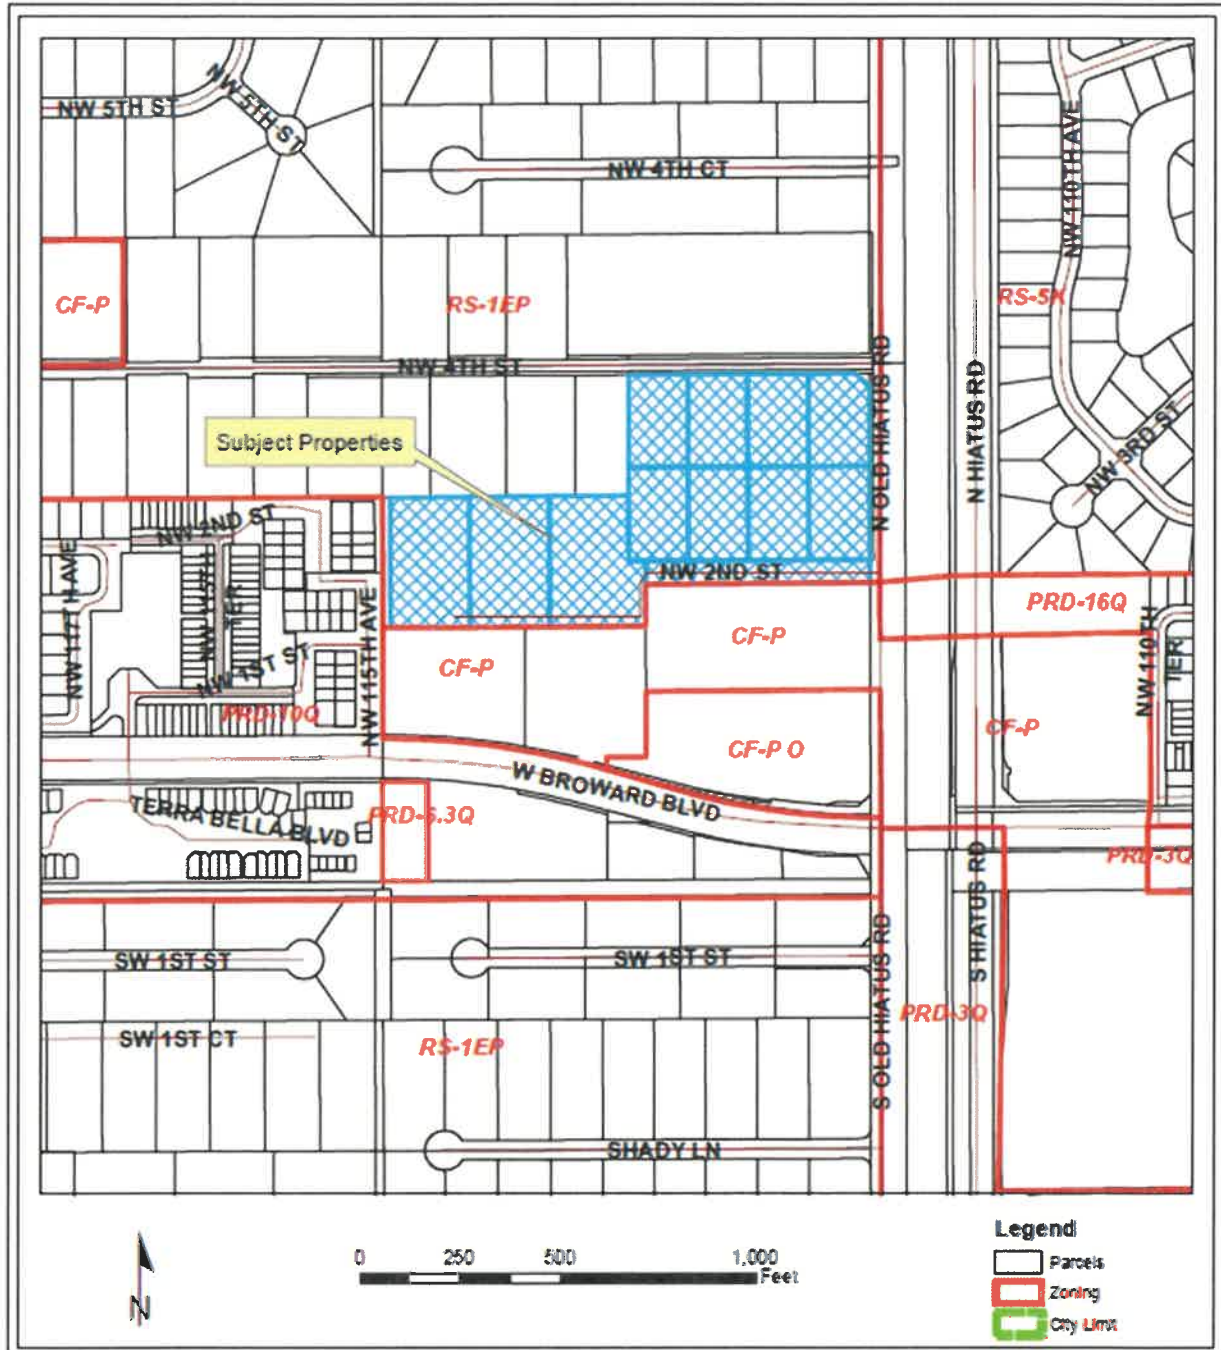 NW 5TH ST
NW 5TH ST
NW 4TH CT
NW 110TH AVE
CF-P
RS-1EP
RS-5K
NW 4TH ST
N OLD HIATUS RD
N HIATUS RD
Subject Properties
NW 3RD ST
NW 2ND ST
NW 117TH AVE
NW 115TH AVE
NW 2ND ST
PRD-16Q
CF-P
CF-P
NW 1ST ST
PRD-10Q
NW 110TH
TER
CF-P
CF-P O
W BROWARD BLVD
TERRA BELLA BLVD
PRD-6.3Q
PRD-3Q
S OLD HIATUS RD
S HIATUS RD
SW 1ST ST
SW 1ST ST
PRD-3Q
SW 1ST CT
RS-1EP
SHADY LN
N
0 250 500 1,000
Feet
Legend
Parcels
Zoning
City Limit